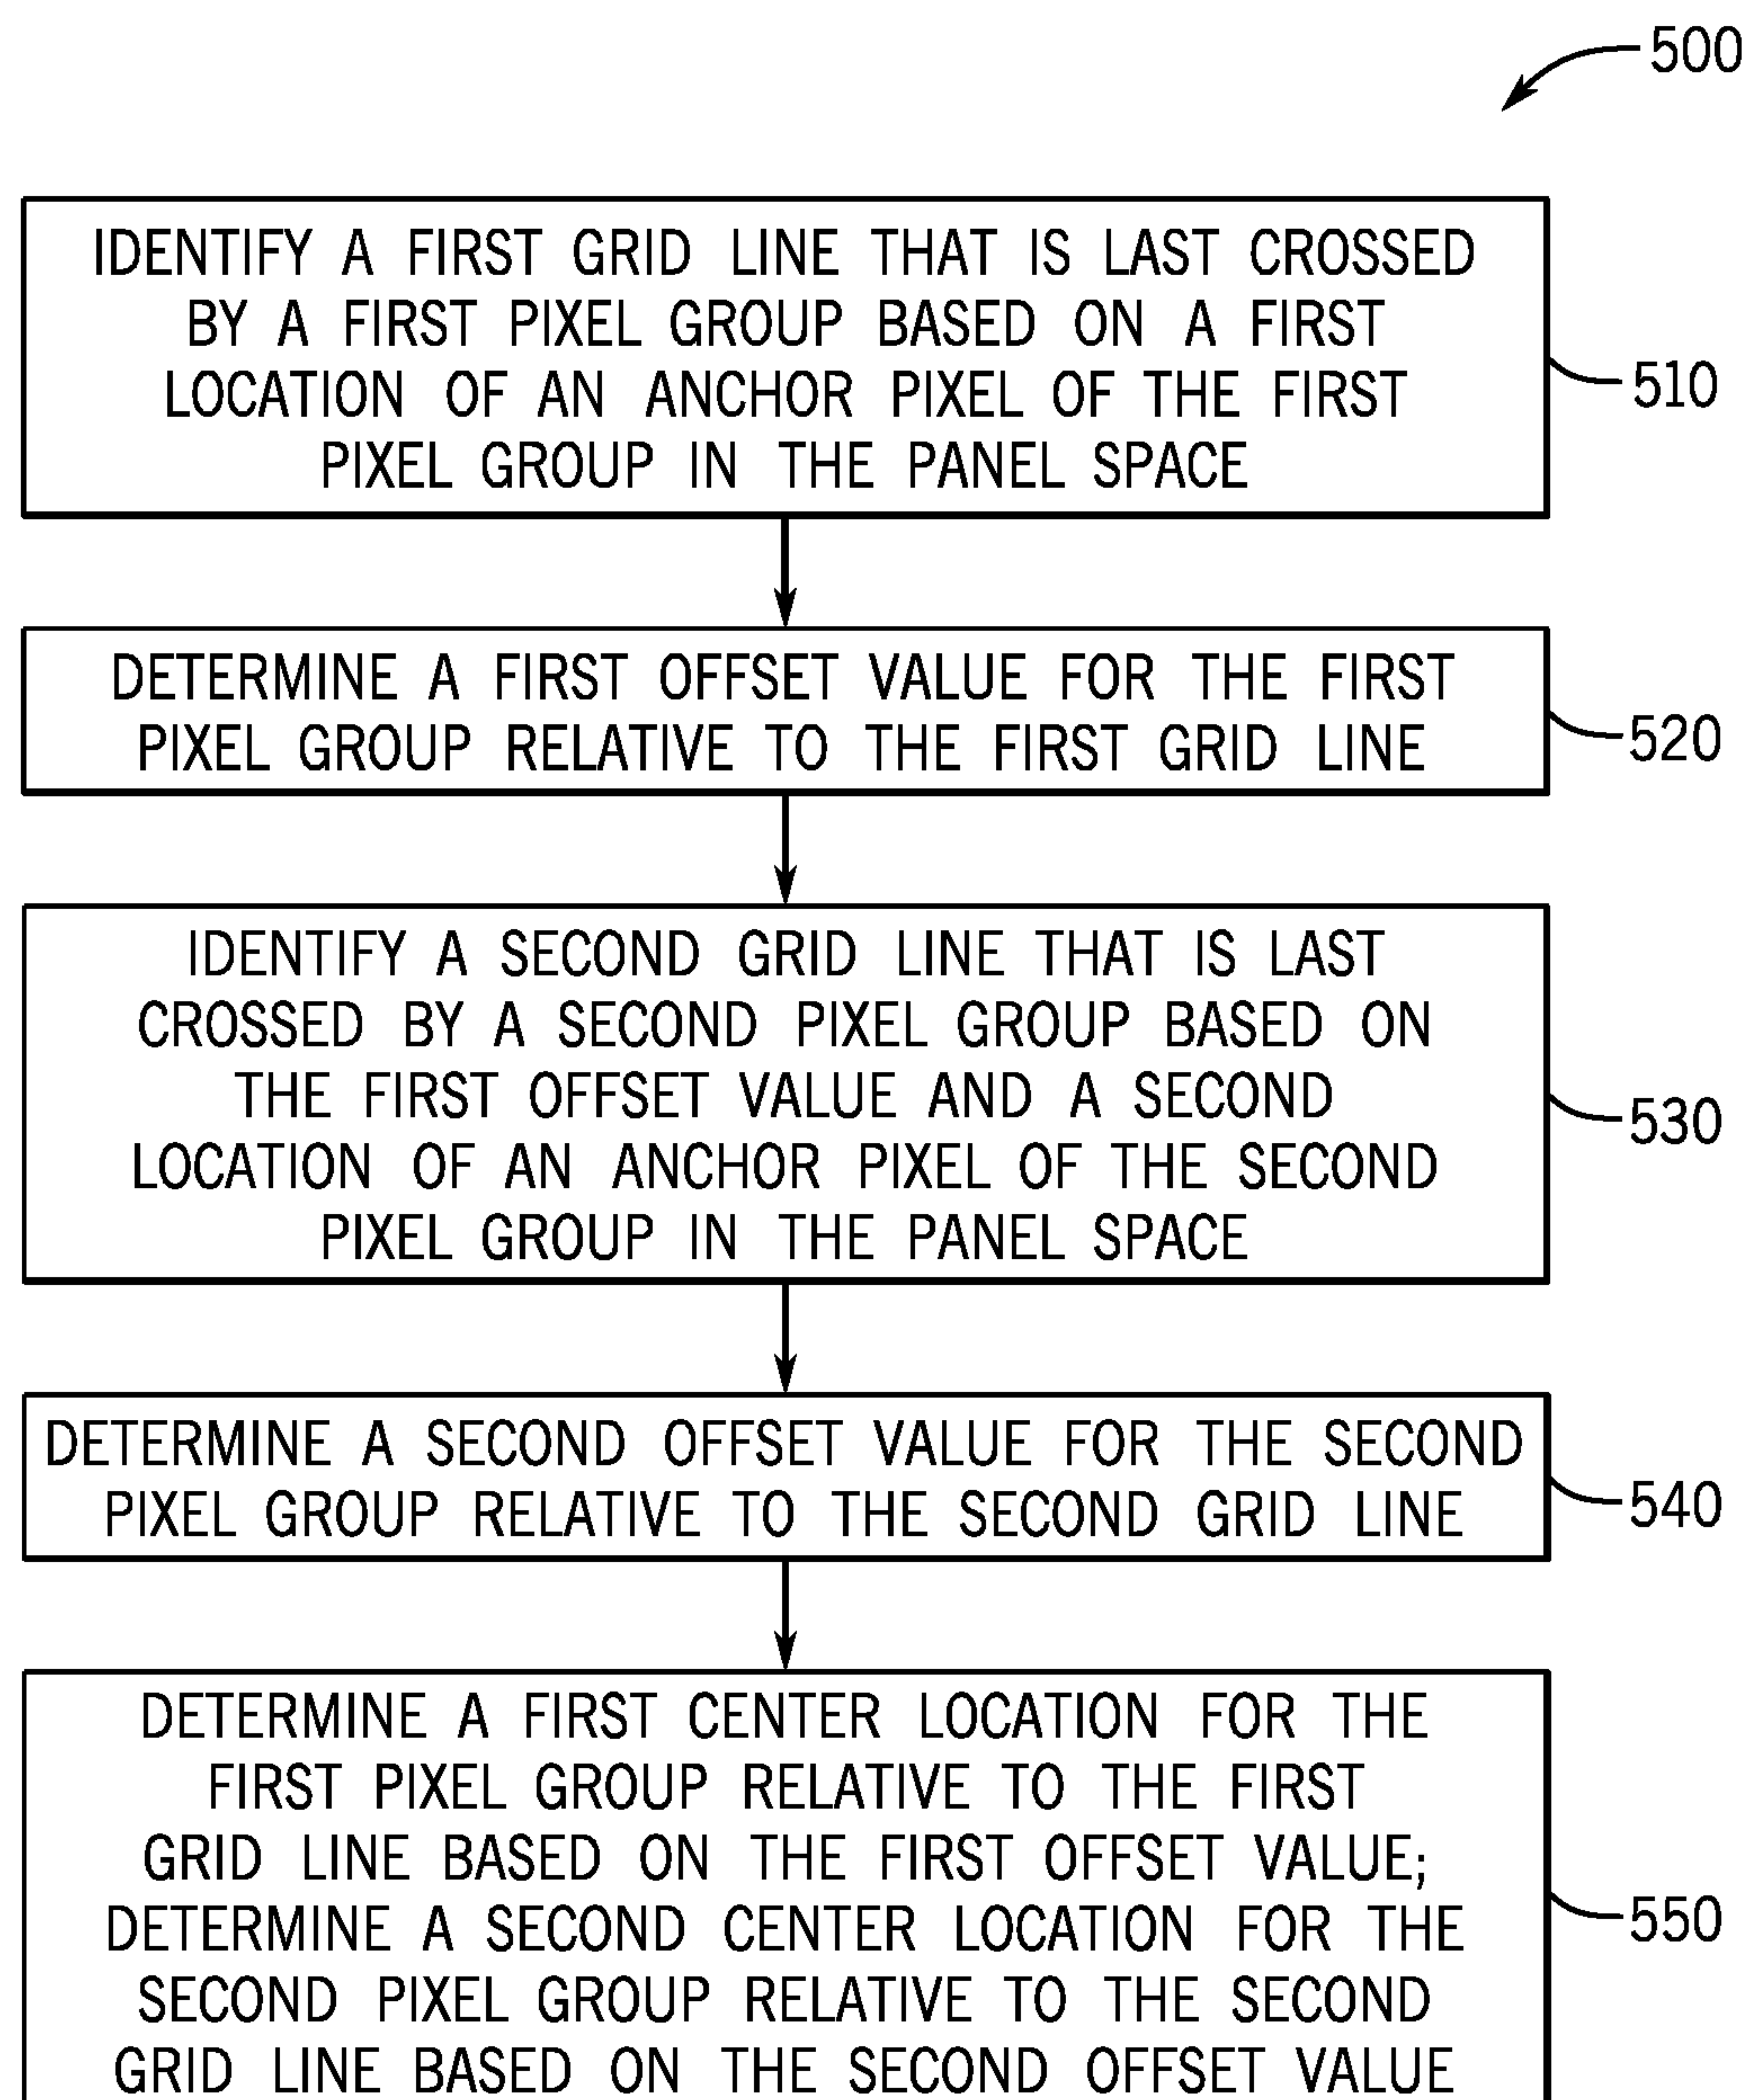 500
IDENTIFY A FIRST GRID LINE THAT IS LAST CROSSED
BY A FIRST PIXEL GROUP BASED ON A FIRST
LOCATION OF AN ANCHOR PIXEL OF THE FIRST
PIXEL GROUP IN THE PANEL SPACE
510
DETERMINE A FIRST OFFSET VALUE FOR THE FIRST
PIXEL GROUP RELATIVE TO THE FIRST GRID LINE
520
IDENTIFY A SECOND GRID LINE THAT IS LAST
CROSSED BY A SECOND PIXEL GROUP BASED ON
THE FIRST OFFSET VALUE AND A SECOND
LOCATION OF AN ANCHOR PIXEL OF THE SECOND
PIXEL GROUP IN THE PANEL SPACE
530
DETERMINE A SECOND OFFSET VALUE FOR THE SECOND
PIXEL GROUP RELATIVE TO THE SECOND GRID LINE
540
DETERMINE A FIRST CENTER LOCATION FOR THE
FIRST PIXEL GROUP RELATIVE TO THE FIRST
GRID LINE BASED ON THE FIRST OFFSET VALUE;
DETERMINE A SECOND CENTER LOCATION FOR THE
SECOND PIXEL GROUP RELATIVE TO THE SECOND
GRID LINE BASED ON THE SECOND OFFSET VALUE
550